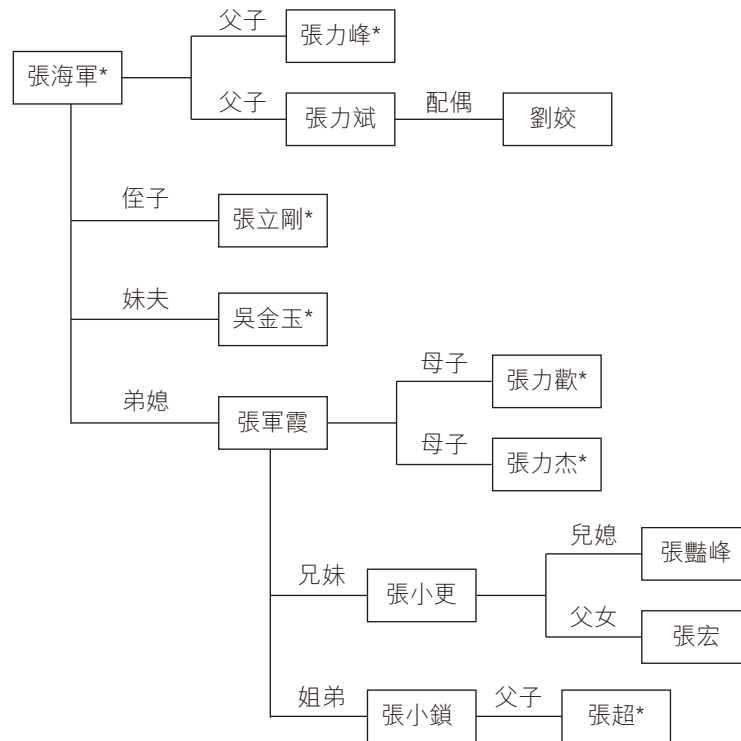 父子
張力峰*
張海軍*
父子
張力斌
配偶
劉姣
侄子
張立剛*
妹夫
吳金玉*
弟媳
張軍霞
母子
張力歡*
母子
張力杰*
兄妹
張小更
兒媳
張豔峰
父女
張宏
姐弟
張小鎖
父子
張超*